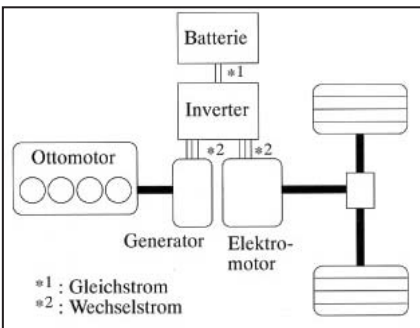 Batterie
*1
Inverter
*2
*2
Ottomotor
Generator
Elektro-
motor
*1 : Gleichstrom
*2 : Wechselstrom